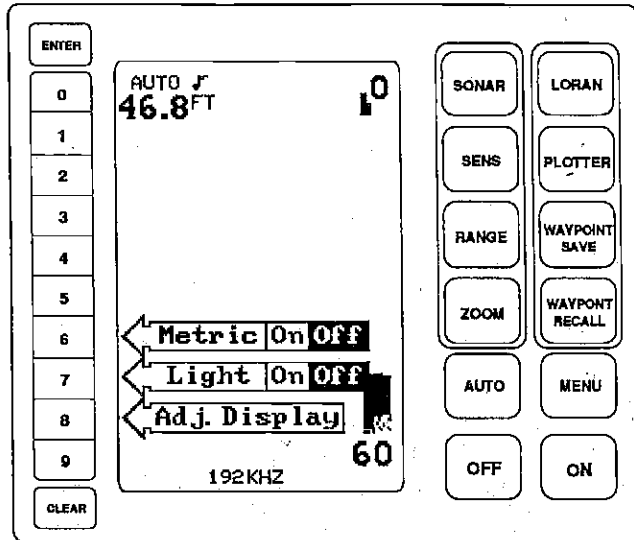 ENTER
0
1
2
3
4
5
6
7
8
9
CLEAR
AUTO
46.8FT
0
Metric On Off
Light On Off
Adj. Display
60
192KHZ
SONAR LORAN
SENS PLOTTER
RANGE WAYPOINT SAVE
ZOOM WAYPONT RECALL
AUTO MENU
OFF ON